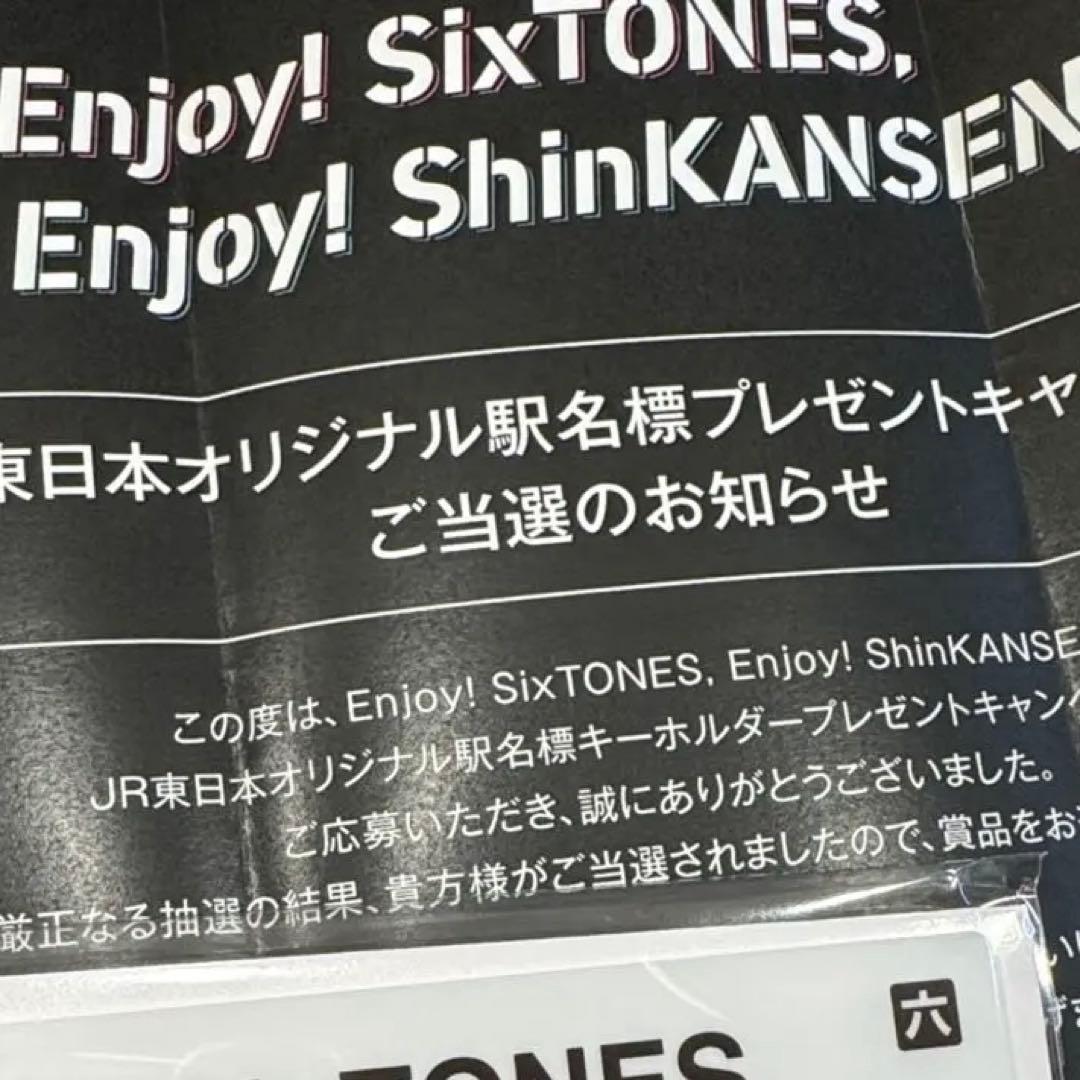 Enjoy! SixTONES,
Enjoy! ShinKANSEN
東日本オリジナル駅名標プレゼントキャ
ご当選のお知らせ
この度は、Enjoy! SixTONES, Enjoy! ShinKANSE
JR東日本オリジナル駅名標キーホルダープレゼントキャン
ご応募いただき、誠にありがとうございました。
厳正なる抽選の結果、貴方様がご当選されましたので、賞品をお
六
TONES